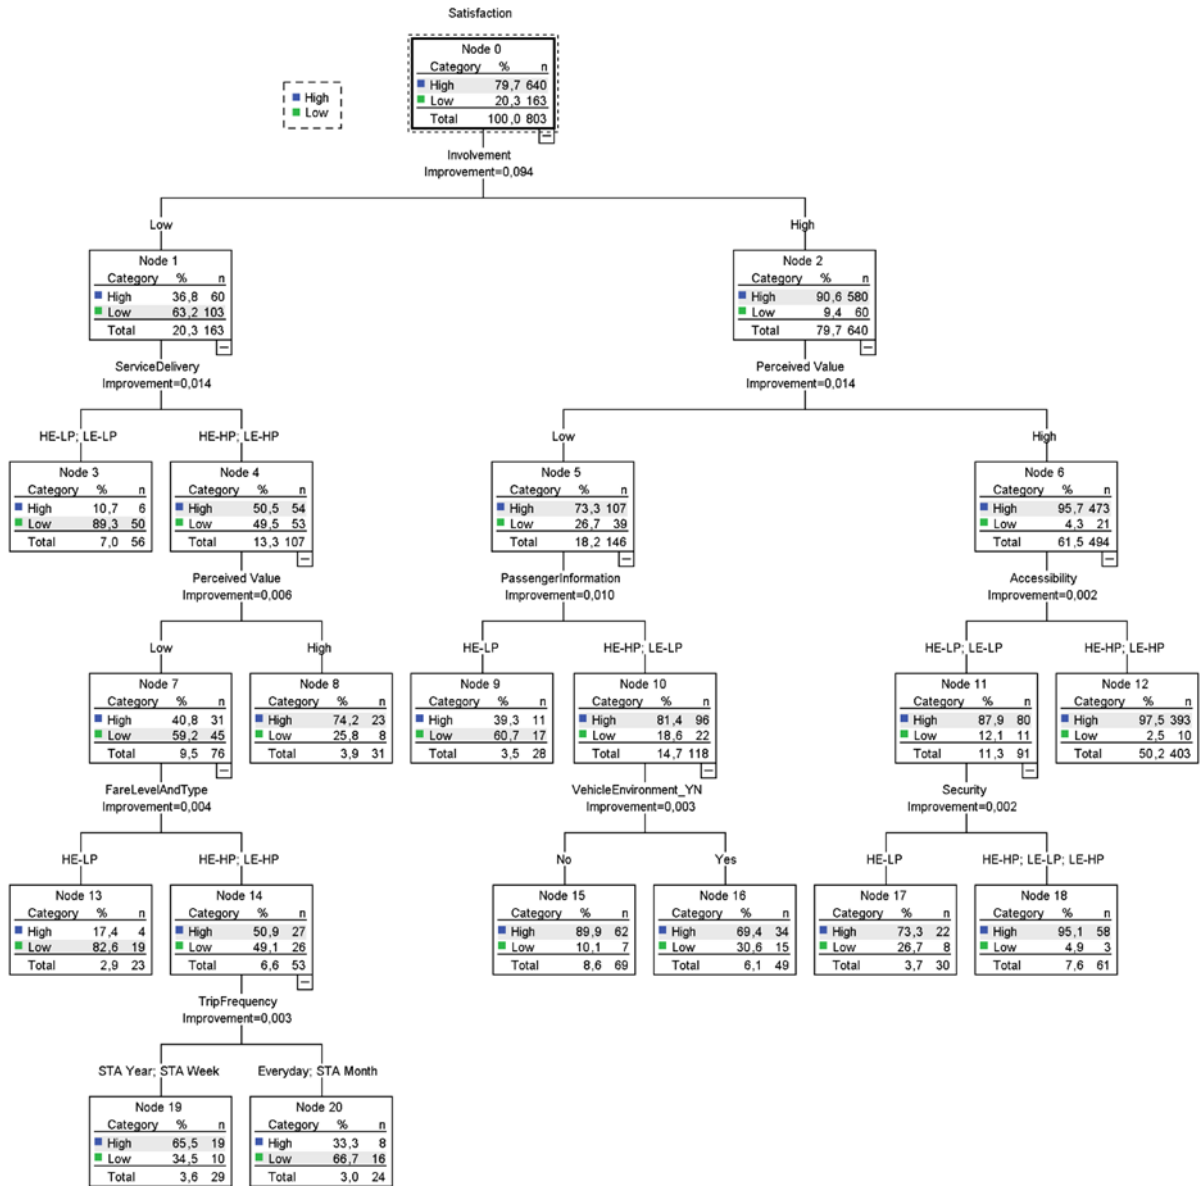 Satisfaction
High
Low
Node 0
Category % n
High 79,7 640
Low 20,3 163
Total 100,0 803
Involvement
Improvement=0,094
Low
High
Node 1
Category % n
High 36,8 60
Low 63,2 103
Total 20,3 163
Node 2
Category % n
High 90,6 580
Low 9,4 60
Total 79,7 640
ServiceDelivery
Improvement=0,014
Perceived Value
Improvement=0,014
HE-LP; LE-LP
HE-HP; LE-HP
Low
High
Node 3
Category % n
High 10,7 6
Low 89,3 50
Total 7,0 56
Node 4
Category % n
High 50,5 54
Low 49,5 53
Total 13,3 107
Node 5
Category % n
High 73,3 107
Low 26,7 39
Total 18,2 146
Node 6
Category % n
High 95,7 473
Low 4,3 21
Total 61,5 494
Perceived Value
Improvement=0,006
PassengerInformation
Improvement=0,010
Accessibility
Improvement=0,002
Low
High
HE-LP
HE-HP; LE-LP
HE-LP; LE-LP
HE-HP; LE-HP
Node 7
Category % n
High 40,8 31
Low 59,2 45
Total 9,5 76
Node 8
Category % n
High 74,2 23
Low 25,8 8
Total 3,9 31
Node 9
Category % n
High 39,3 11
Low 60,7 17
Total 3,5 28
Node 10
Category % n
High 81,4 96
Low 18,6 22
Total 14,7 118
Node 11
Category % n
High 87,9 80
Low 12,1 11
Total 11,3 91
Node 12
Category % n
High 97,5 393
Low 2,5 10
Total 50,2 403
FareLevelAndType
Improvement=0,004
VehicleEnvironment_YN
Improvement=0,003
Security
Improvement=0,002
HE-LP
HE-HP; LE-HP
No
Yes
HE-LP
HE-HP; LE-LP; LE-HP
Node 13
Category % n
High 17,4 4
Low 82,6 19
Total 2,9 23
Node 14
Category % n
High 50,9 27
Low 49,1 26
Total 6,6 53
Node 15
Category % n
High 89,9 62
Low 10,1 7
Total 8,6 69
Node 16
Category % n
High 69,4 34
Low 30,6 15
Total 6,1 49
Node 17
Category % n
High 73,3 22
Low 26,7 8
Total 3,7 30
Node 18
Category % n
High 95,1 58
Low 4,9 3
Total 7,6 61
TripFrequency
Improvement=0,003
STA Year; STA Week
Everyday; STA Month
Node 19
Category % n
High 65,5 19
Low 34,5 10
Total 3,6 29
Node 20
Category % n
High 33,3 8
Low 66,7 16
Total 3,0 24